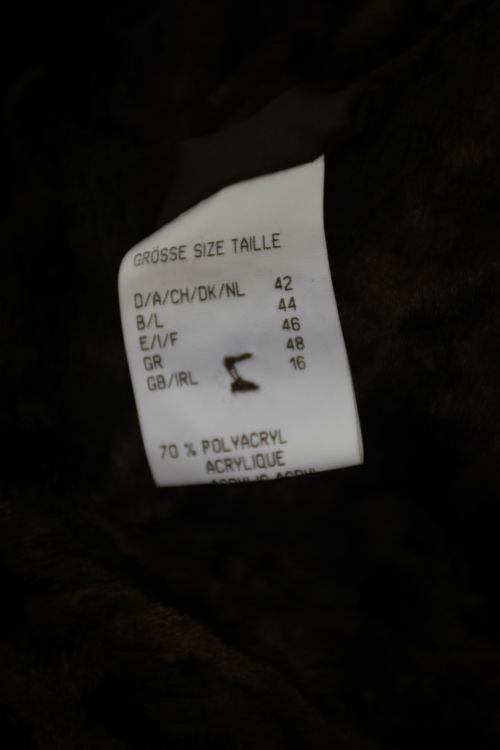 GRÖSSE SIZE TAILLE
D/A/CH/DK/NL 42
B/L 44
E/I/F 46
GR 48
GB/IRL 16
70 % POLYACRYL
ACRYLIQUE